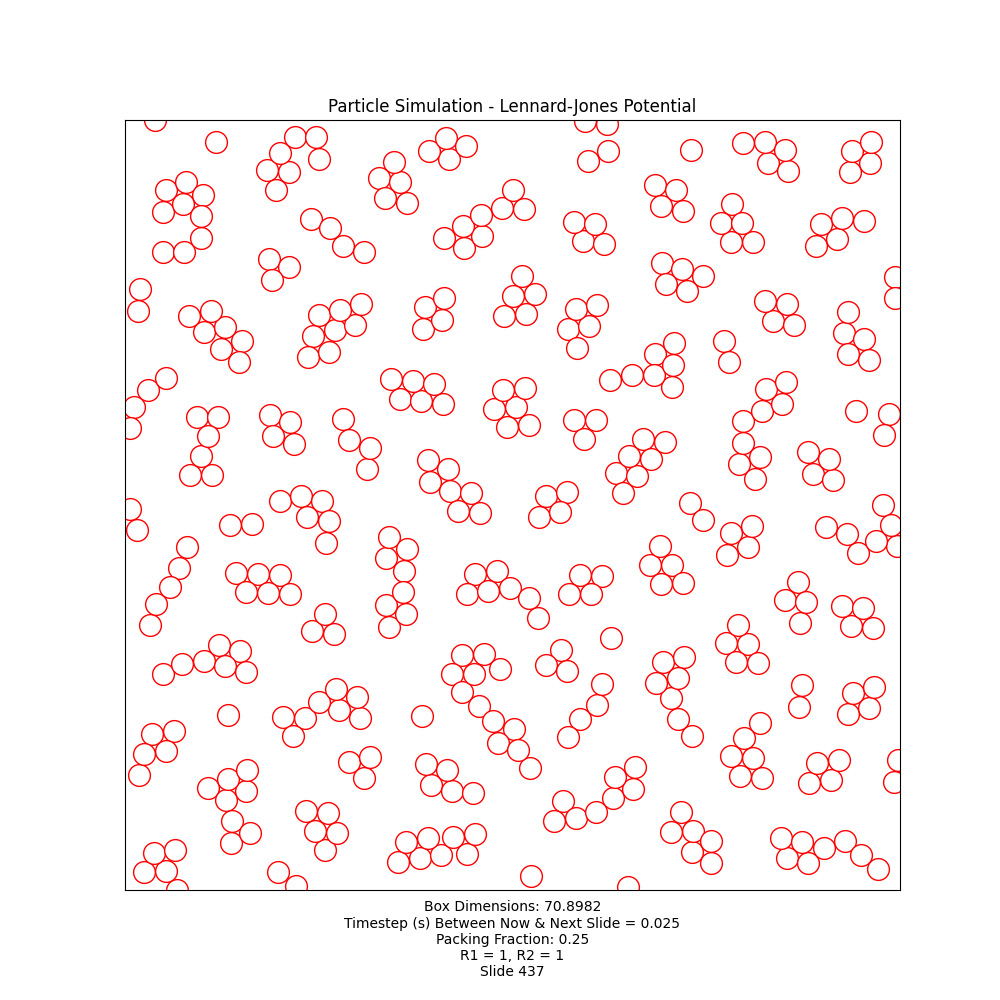 Particle Simulation - Lennard-Jones Potential
Box Dimensions: 70.8982
Timestep (s) Between Now & Next Slide = 0.025
Packing Fraction: 0.25
R1 = 1, R2 = 1
Slide 437